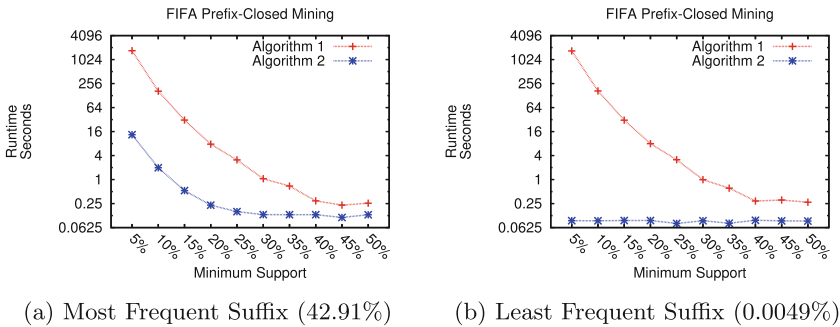 FIFA Prefix-Closed Mining
4096
1024
256
64
16
4
1
0.25
0.0625
Runtime
Seconds
Algorithm 1
Algorithm 2
5%
10%
15%
20%
25%
30%
35%
40%
45%
50%
Minimum Support
(a) Most Frequent Suffix (42.91%)
FIFA Prefix-Closed Mining
4096
1024
256
64
16
4
1
0.25
0.0625
Runtime
Seconds
Algorithm 1
Algorithm 2
5%
10%
15%
20%
25%
30%
35%
40%
45%
50%
Minimum Support
(b) Least Frequent Suffix (0.0049%)